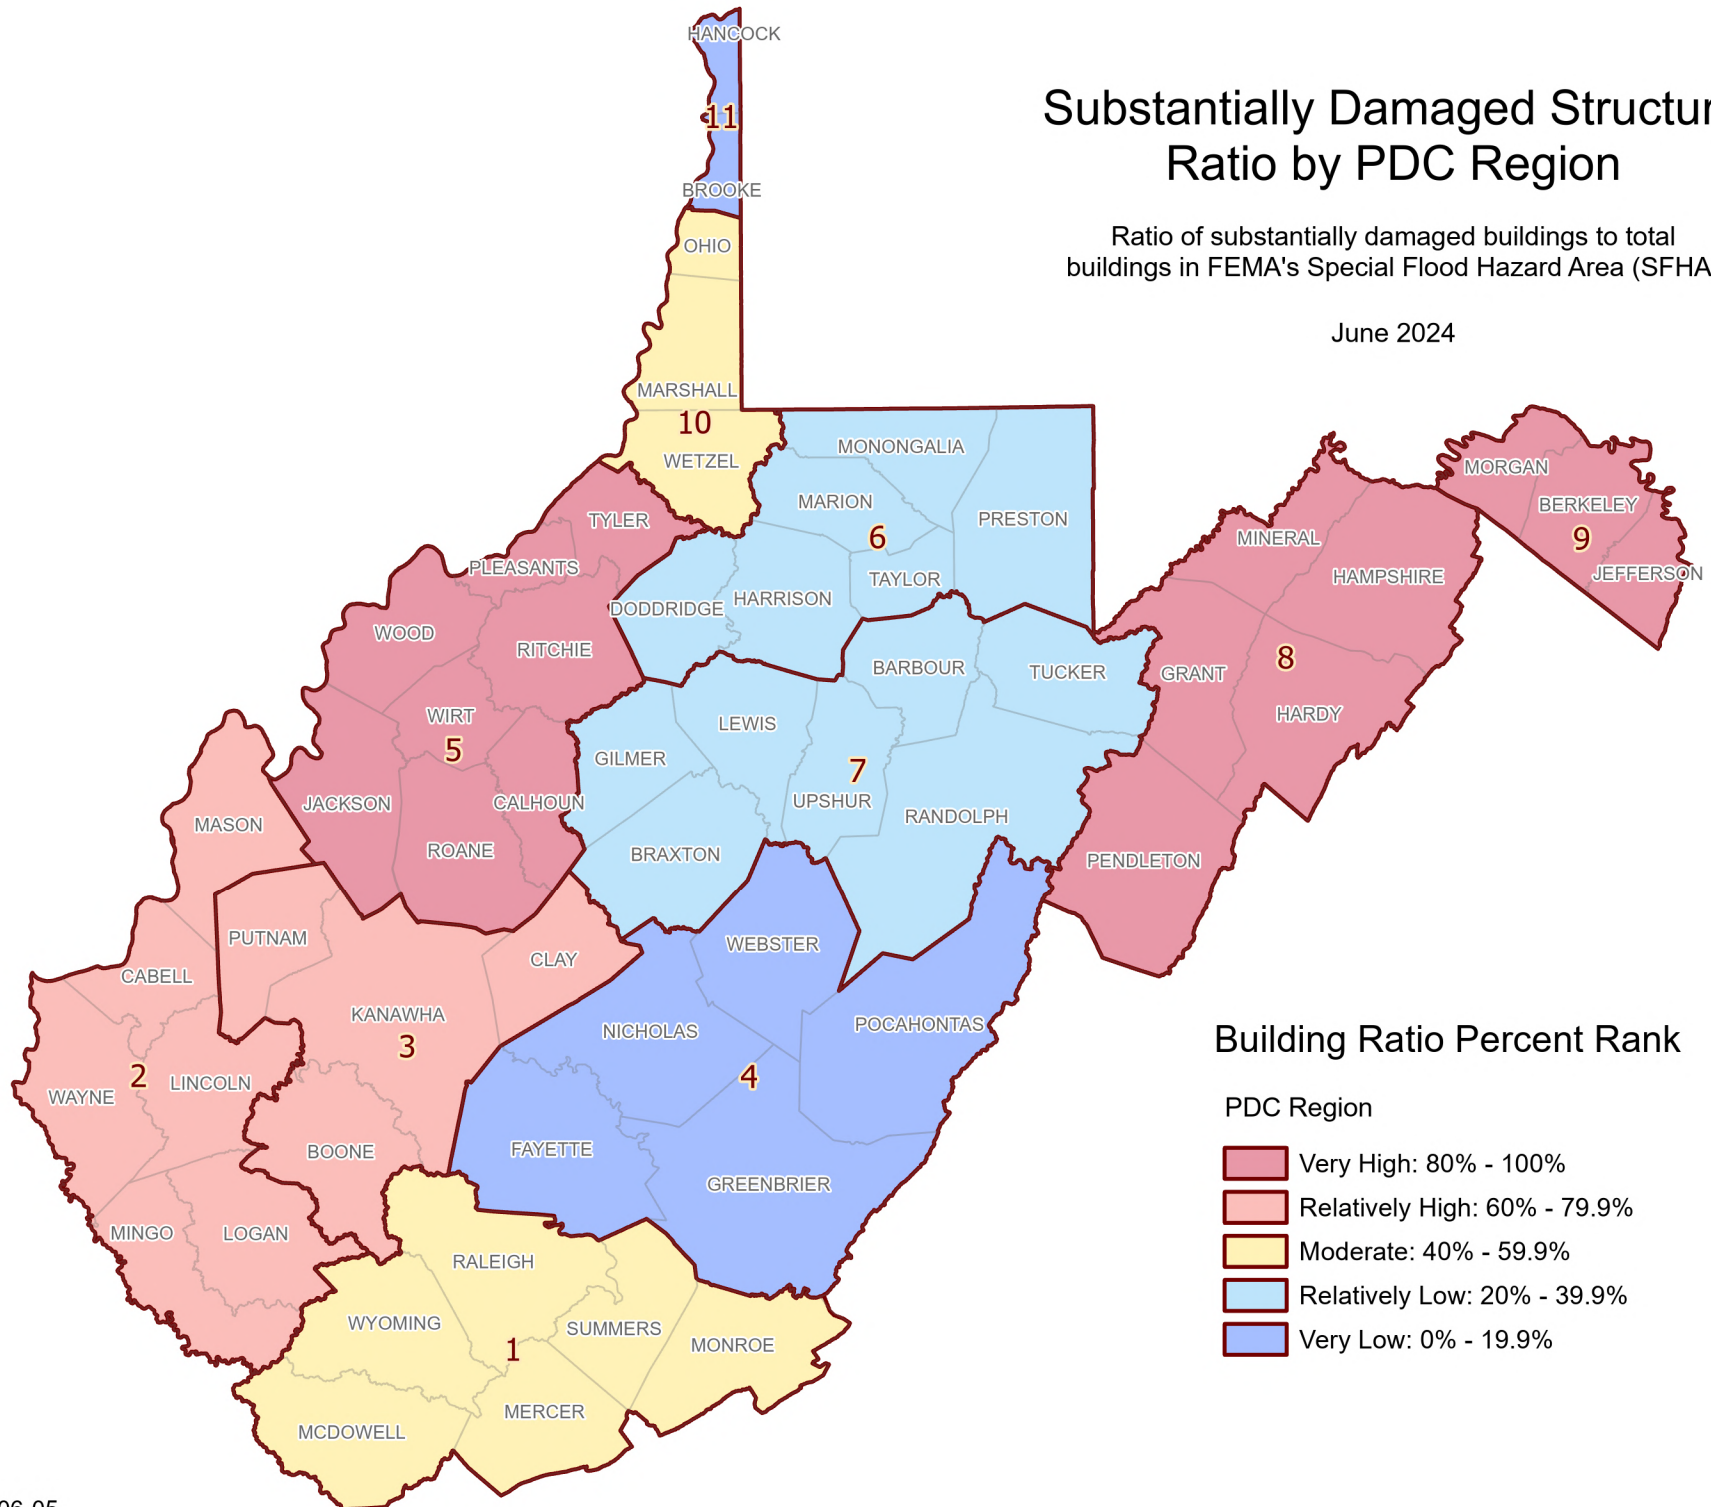 Substantially Damaged Structur
Ratio by PDC Region
Ratio of substantially damaged buildings to total
buildings in FEMA's Special Flood Hazard Area (SFHA
June 2024
HANCOCK
11
BROOKE
OHIO
MARSHALL
10
WETZEL
MONONGALIA
MARION
PRESTON
6
TAYLOR
HARRISON
DODDRIDGE
TYLER
PLEASANTS
WOOD
RITCHIE
WIRT
5
JACKSON
CALHOUN
ROANE
MORGAN
BERKELEY
9
JEFFERSON
MINERAL
HAMPSHIRE
8
GRANT
HARDY
PENDLETON
BARBOUR
TUCKER
LEWIS
GILMER
7
UPSHUR
RANDOLPH
BRAXTON
MASON
PUTNAM
CABELL
CLAY
KANAWHA
3
2
LINCOLN
WAYNE
BOONE
MINGO
LOGAN
WEBSTER
NICHOLAS
POCAHONTAS
4
FAYETTE
GREENBRIER
RALEIGH
WYOMING
SUMMERS
MONROE
1
MERCER
MCDOWELL
Building Ratio Percent Rank
PDC Region
Very High: 80% - 100%
Relatively High: 60% - 79.9%
Moderate: 40% - 59.9%
Relatively Low: 20% - 39.9%
Very Low: 0% - 19.9%